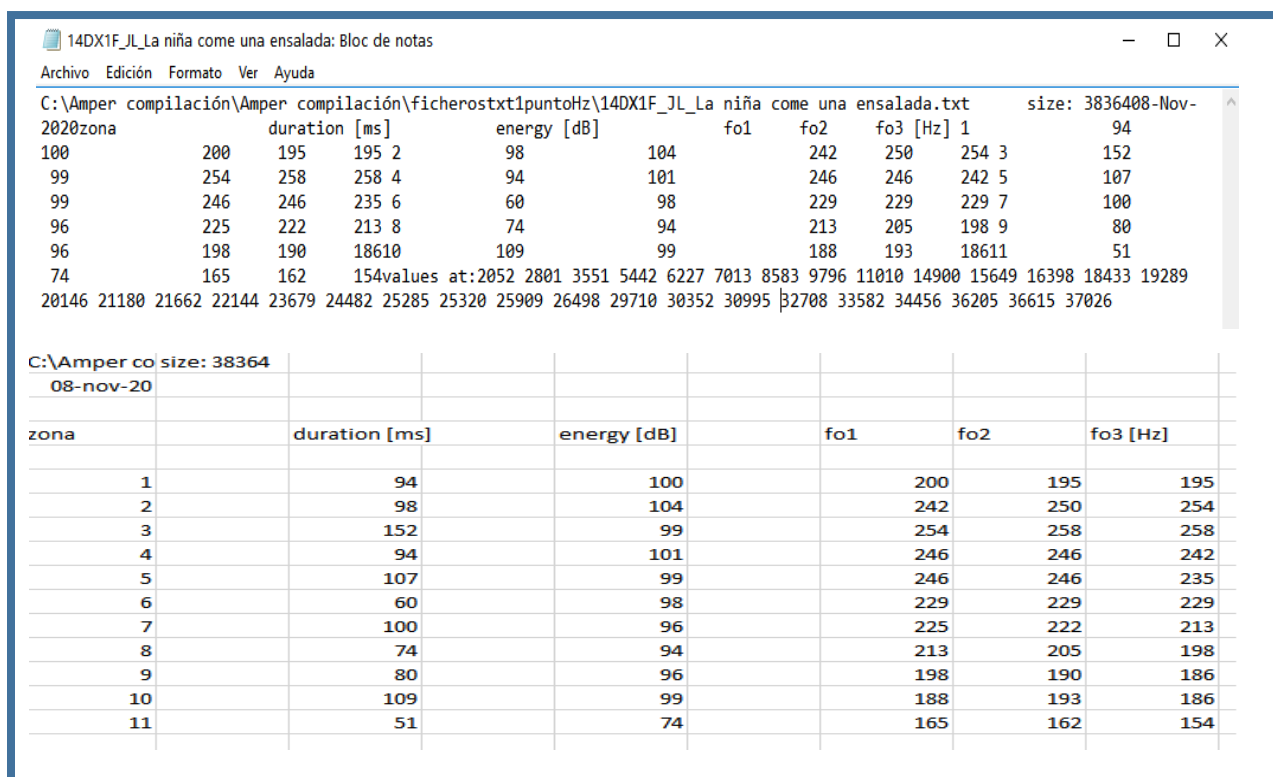 14DX1F_JL_La niña come una ensalada: Bloc de notas
Archivo Edición Formato Ver Ayuda
C:\Amper compilación\Amper compilación\ficherostxt1puntoHz\14DX1F_JL_La niña come una ensalada.txt size: 3836408-Nov-
2020zona duration [ms] energy [dB] fo1 fo2 fo3 [Hz] 1 94
100 200 195 195 2 98 104 242 250 254 3 152
99 254 258 258 4 94 101 246 246 242 5 107
99 246 246 235 6 60 98 229 229 229 7 100
96 225 222 213 8 74 94 213 205 198 9 80
96 198 190 18610 109 99 188 193 18611 51
74 165 162 154values at:2052 2801 3551 5442 6227 7013 8583 9796 11010 14900 15649 16398 18433 19289
20146 21180 21662 22144 23679 24482 25285 25320 25909 26498 29710 30352 30995 32708 33582 34456 36205 36615 37026
C:\Amper co size: 38364
08-nov-20
zona duration [ms] energy [dB] fo1 fo2 fo3 [Hz]
1 94 100 200 195 195
2 98 104 242 250 254
3 152 99 254 258 258
4 94 101 246 246 242
5 107 99 246 246 235
6 60 98 229 229 229
7 100 96 225 222 213
8 74 94 213 205 198
9 80 96 198 190 186
10 109 99 188 193 186
11 51 74 165 162 154